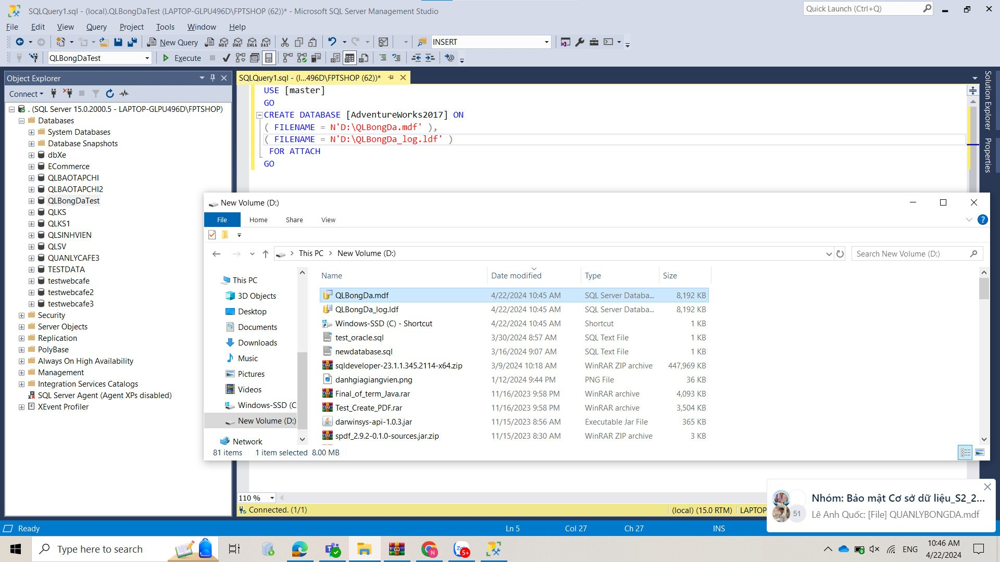 SQLQuery1.sql - (local).QLBongDaTest (LAPTOP-GLPU496D\FPTSHOP (62))* - Microsoft SQL Server Management Studio
Quick Launch (Ctrl+Q)
File Edit View Query Project Tools Window Help
New Query
MDX DMX XMLA DAX
INSERT
QLBongDaTest
Execute
Object Explorer
Connect
. (SQL Server 15.0.2000.5 - LAPTOP-GLPU496D\FPTSHOP)
Databases
System Databases
Database Snapshots
dbXe
ECommerce
QLBAOTAPCHI
QLBAOTAPCHI2
QLBongDaTest
QLKS
QLKS1
QLSINHVIEN
QLSV
QUANLYCAFE3
TESTDATA
testwebcafe
testwebcafe2
testwebcafe3
Security
Server Objects
Replication
PolyBase
Always On High Availability
Management
Integration Services Catalogs
SQL Server Agent (Agent XPs disabled)
XEvent Profiler
SQLQuery1.sql - (l...496D\FPTSHOP (62))*
USE [master]
GO
CREATE DATABASE [AdventureWorks2017] ON
( FILENAME = N'D:\QLBongDa.mdf' ),
( FILENAME = N'D:\QLBongDa_log.ldf' )
FOR ATTACH
GO
Solution Explorer
Properties
New Volume (D:)
File Home Share View
This PC > New Volume (D:)
Search New Volume (D:)
This PC
3D Objects
Desktop
Documents
Downloads
Music
Pictures
Videos
Windows-SSD (C
New Volume (D:)
Network
Name Date modified Type Size
QLBongDa.mdf 4/22/2024 10:45 AM SQL Server Databa... 8,192 KB
QLBongDa_log.ldf 4/22/2024 10:45 AM SQL Server Databa... 8,192 KB
Windows-SSD (C) - Shortcut 4/22/2024 10:45 AM Shortcut 1 KB
test_oracle.sql 3/30/2024 8:57 AM SQL Text File 1 KB
newdatabase.sql 3/16/2024 9:07 AM SQL Text File 1 KB
sqldeveloper-23.1.1.345.2114-x64.zip 3/9/2024 10:18 AM WinRAR ZIP archive 447,969 KB
danhgiagiangvien.png 1/12/2024 9:44 PM PNG File 36 KB
Final_of_term_Java.rar 11/16/2023 9:58 PM WinRAR archive 4,093 KB
Test_Create_PDF.rar 11/16/2023 9:58 PM WinRAR archive 3,504 KB
darwinsys-api-1.0.3.jar 11/15/2023 8:56 AM Executable Jar File 365 KB
spdf_2.9.2-0.1.0-sources.jar.zip 11/15/2023 8:30 AM WinRAR ZIP archive 3 KB
81 items 1 item selected 8.00 MB
110 %
Connected. (1/1)
(local) (15.0 RTM) LAPTOP
Nhóm: Bảo mật Cơ sở dữ liệu_S2_2...
51
Lê Anh Quốc: [File] QUANLYBONGDA.mdf
Ready
Ln 5 Col 27 Ch 27 INS
Type here to search
N
5+
ENG
10:46 AM
4/22/2024